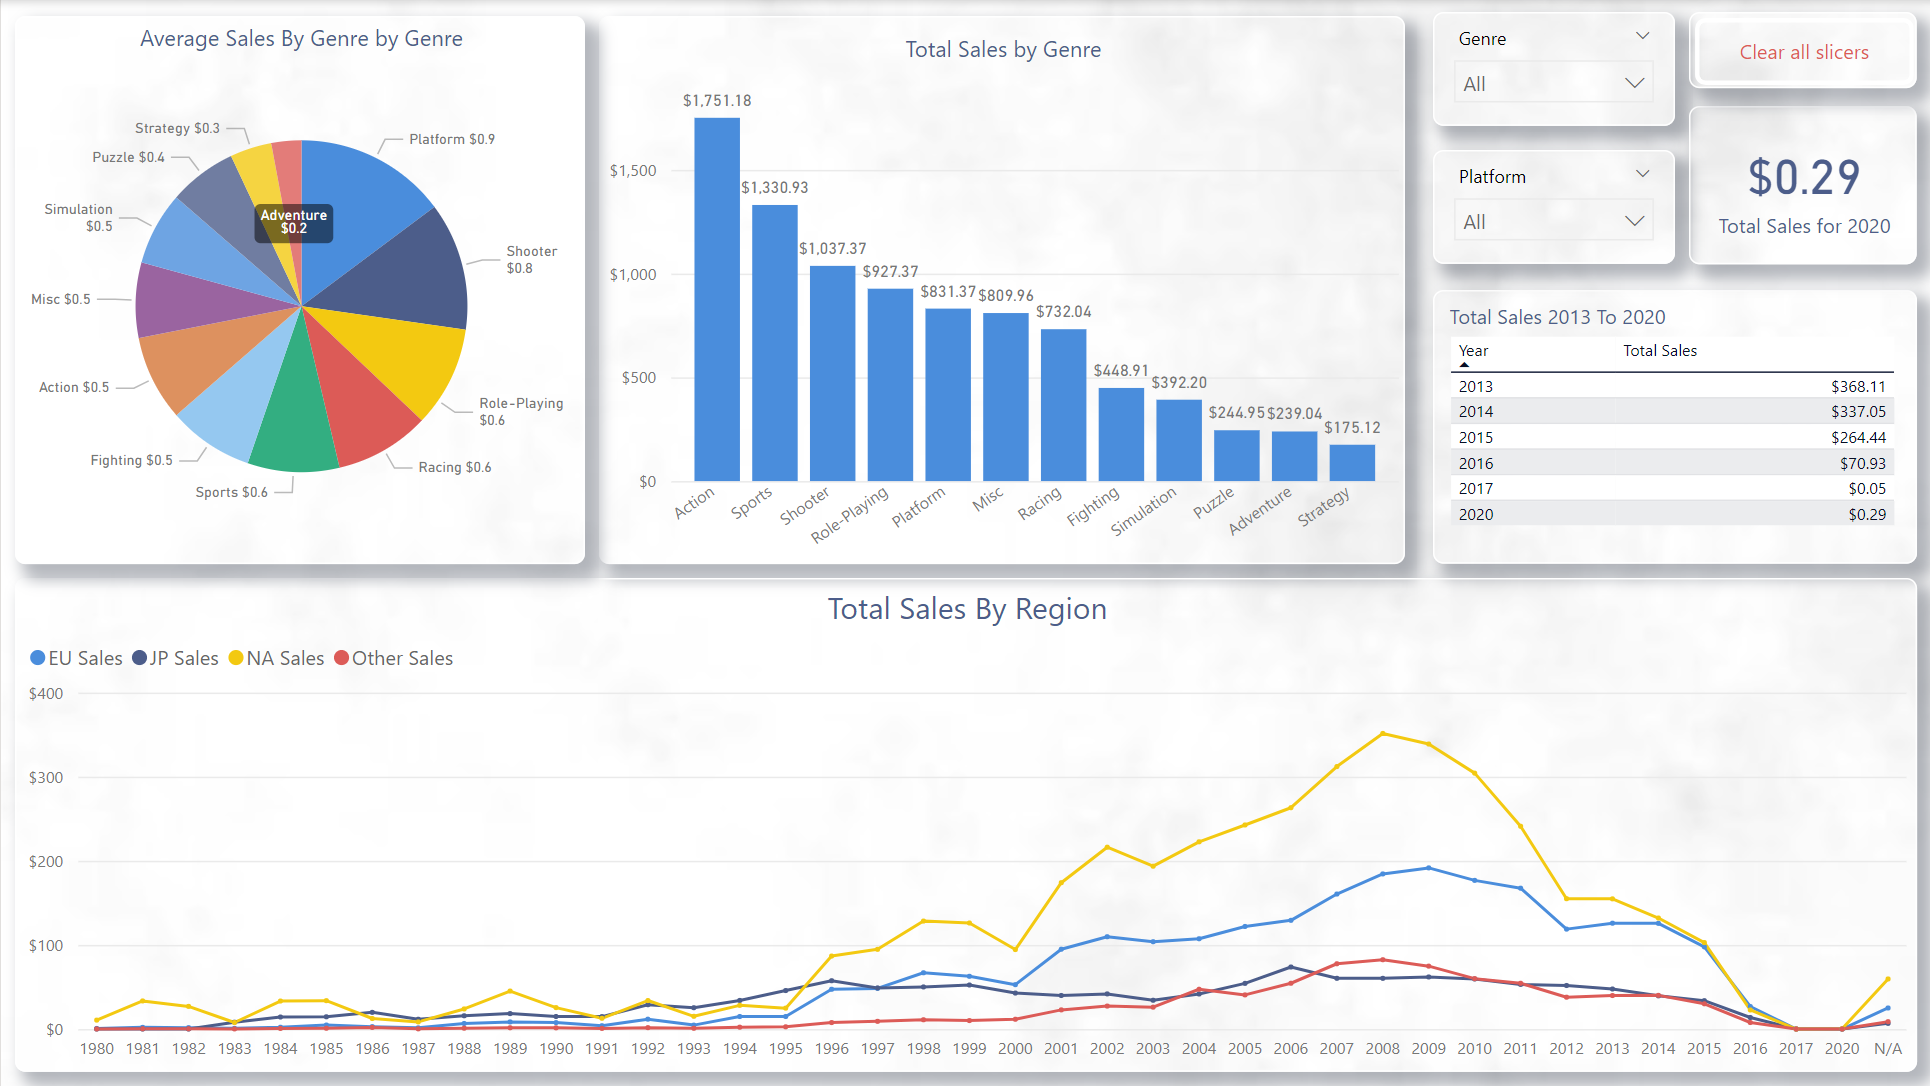 Average Sales By Genre by Genre
Strategy $0.3
Platform $0.9
Puzzle $0.4
Adventure
$0.2
Simulation
$0.5
Shooter
$0.8
Misc $0.5
Action $0.5
Role-Playing
$0.6
Fighting $0.5
Racing $0.6
Sports $0.6
Total Sales by Genre
$1,751.18
$1,330.93
$1,037.37
$927.37
$831.37
$809.96
$732.04
$448.91
$392.20
$244.95
$239.04
$175.12
$1,500
$1,000
$500
$0
Action
Sports
Shooter
Role-Playing
Platform
Misc
Racing
Fighting
Simulation
Puzzle
Adventure
Strategy
Genre
All
Clear all slicers
Platform
All
$0.29
Total Sales for 2020
Total Sales 2013 To 2020
Year Total Sales
2013 $368.11
2014 $337.05
2015 $264.44
2016 $70.93
2017 $0.05
2020 $0.29
Total Sales By Region
EU Sales JP Sales NA Sales Other Sales
$400
$300
$200
$100
$0
1980 1981 1982 1983 1984 1985 1986 1987 1988 1989 1990 1991 1992 1993 1994 1995 1996 1997 1998 1999 2000 2001 2002 2003 2004 2005 2006 2007 2008 2009 2010 2011 2012 2013 2014 2015 2016 2017 2020 N/A